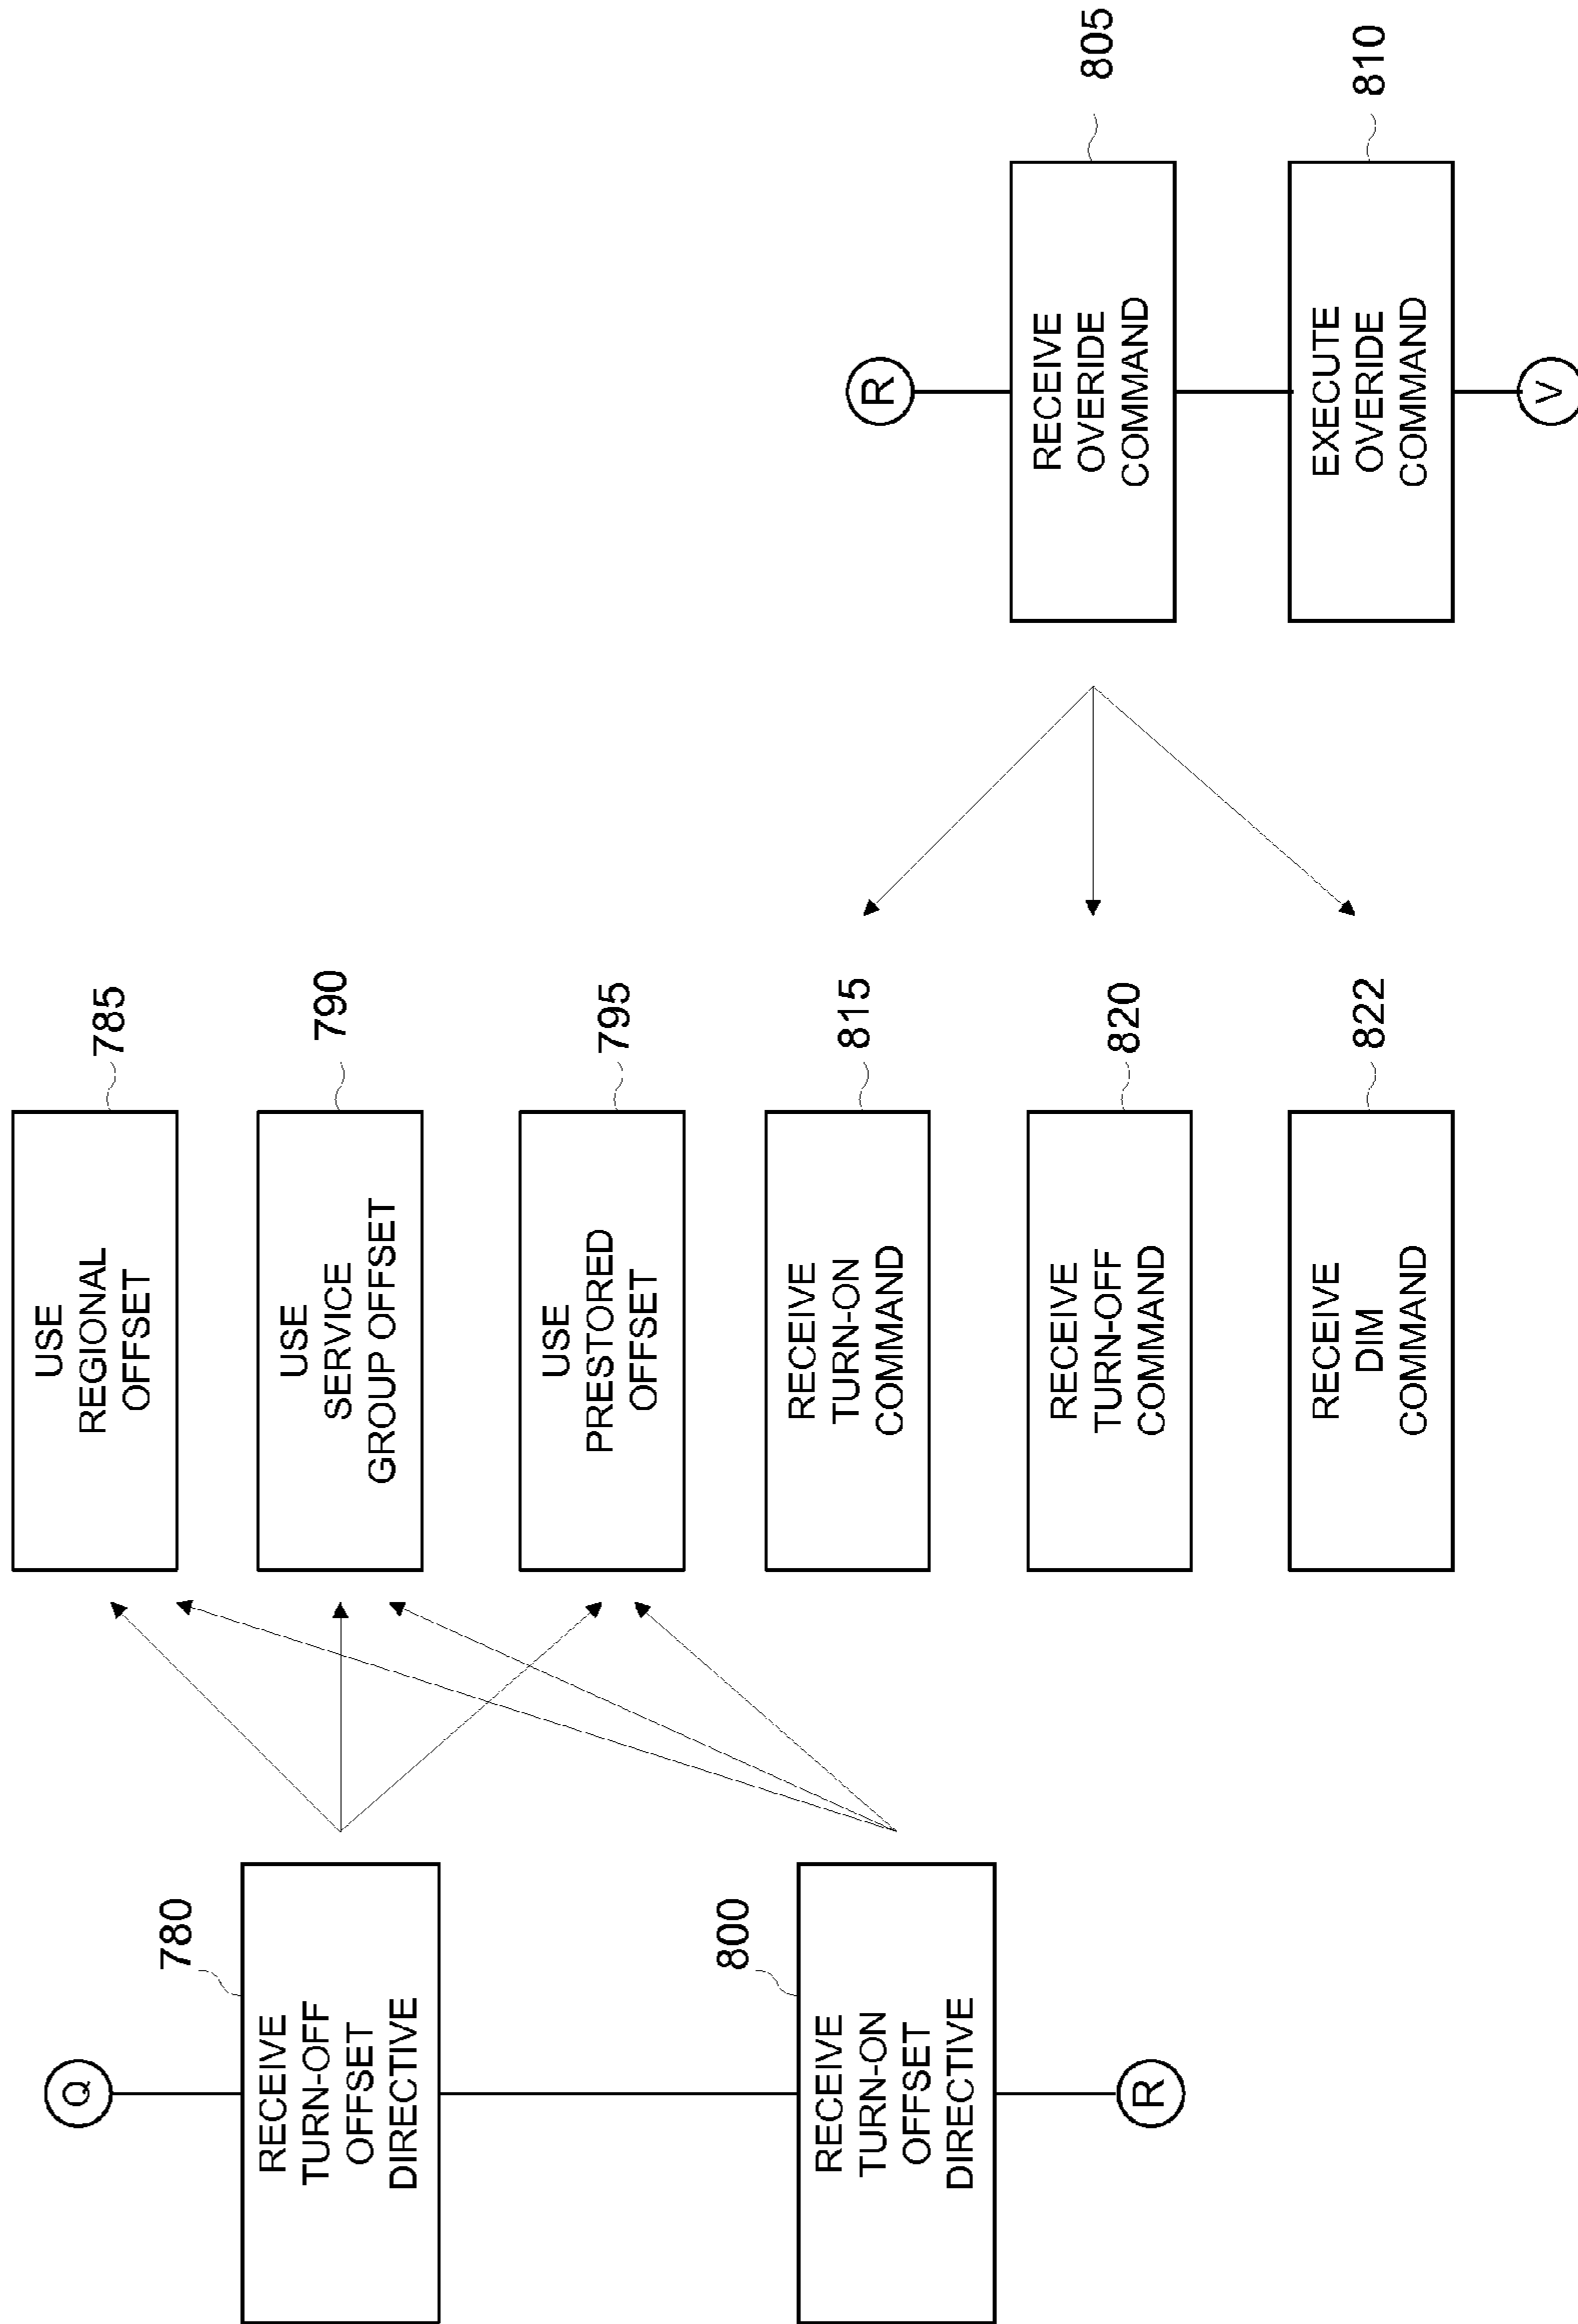 Q
780
RECEIVE
TURN-OFF
OFFSET
DIRECTIVE
800
RECEIVE
TURN-ON
OFFSET
DIRECTIVE
R
USE
REGIONAL
OFFSET
785
USE
SERVICE
GROUP OFFSET
790
USE
PRESTORED
OFFSET
795
RECEIVE
TURN-ON
COMMAND
815
RECEIVE
TURN-OFF
COMMAND
820
RECEIVE
DIM
COMMAND
822
R
RECEIVE
OVERIDE
COMMAND
805
EXECUTE
OVERIDE
COMMAND
810
V